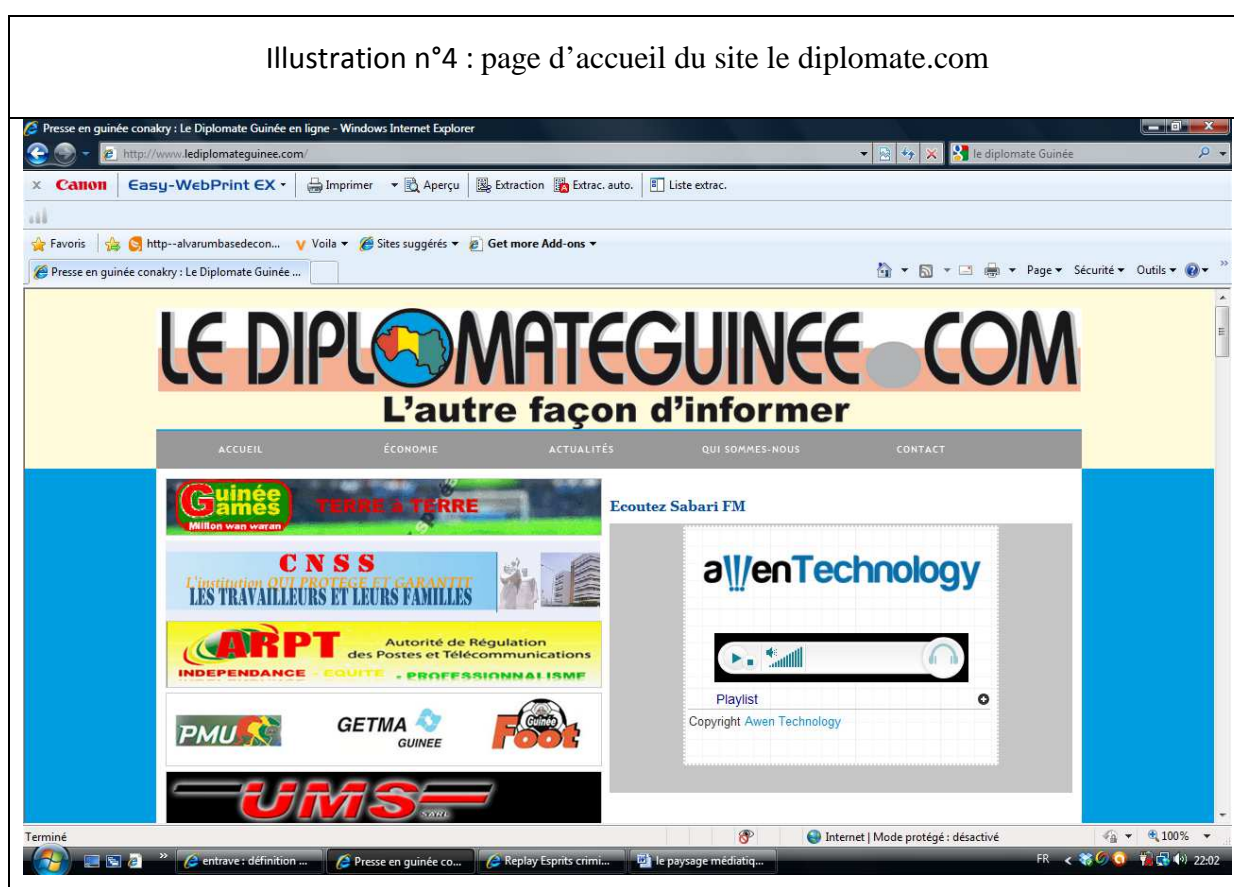 Illustration n°4 : page d’accueil du site le diplomate.com
Presse en guinée conakry : Le Diplomate Guinée en ligne - Windows Internet Explorer
http://www.lediplomateguinee.com/
le diplomate Guinée
x Canon Easy-WebPrint EX Imprimer Aperçu Extraction Extrac. auto. Liste extrac.
Favoris http--alvarumbasedecon... Voila Sites suggérés Get more Add-ons
Presse en guinée conakry : Le Diplomate Guinée ... Page Sécurité Outils
LE DIPLOMATEGUINEE.COM
L'autre façon d'informer
ACCUEIL ÉCONOMIE ACTUALITÉS QUI SOMMES-NOUS CONTACT
Guinée Games
Million wan waran
TERRE A TERRE
CNSS
L'institution QUI PROTEGE ET GARANTIT
LES TRAVAILLEURS ET LEURS FAMILLES
ARPT Autorité de Régulation
des Postes et Télécommunications
INDEPENDANCE - EQUITE - PROFESSIONNALISME
PMU GETMA GUINEE Guinée Foot
UMS
Ecoutez Sabari FM
awenTechnology
Playlist
Copyright Awen Technology
Terminé Internet | Mode protégé : désactivé 100%
entrave : définition ... Presse en guinée co... Replay Esprits crimi... le paysage médiatiq... FR 22:02